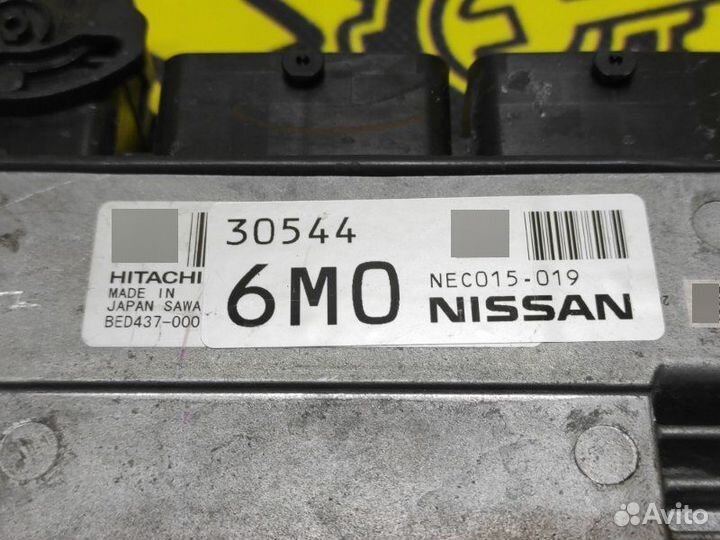 30544
6M0
NEC015-019
NISSAN
HITACHI
MADE IN
JAPAN SAWA
BED437-000
Avito